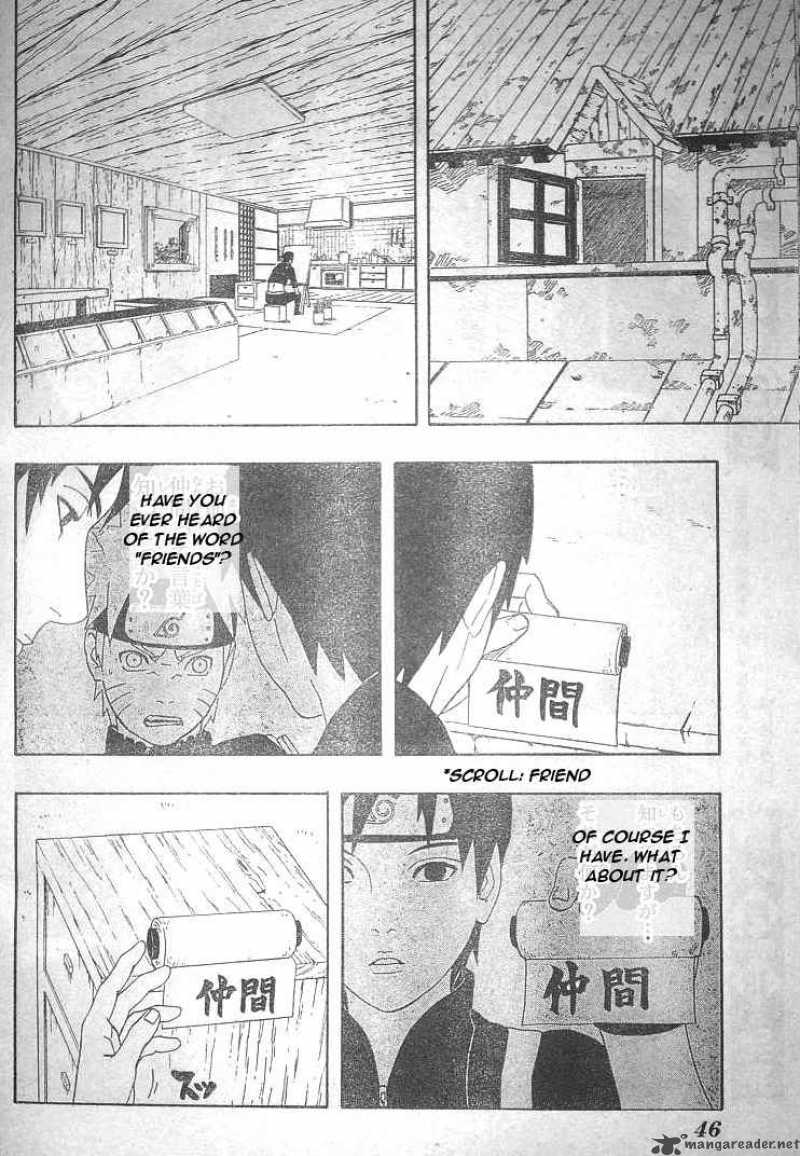 仲間
*SCROLL: FRIEND
HAVE YOU
EVER HEARD
OF THE WORD
"FRIENDS"?
OF COURSE I
HAVE. WHAT
ABOUT IT?
仲間
仲間
スッ
46
mangareader.net